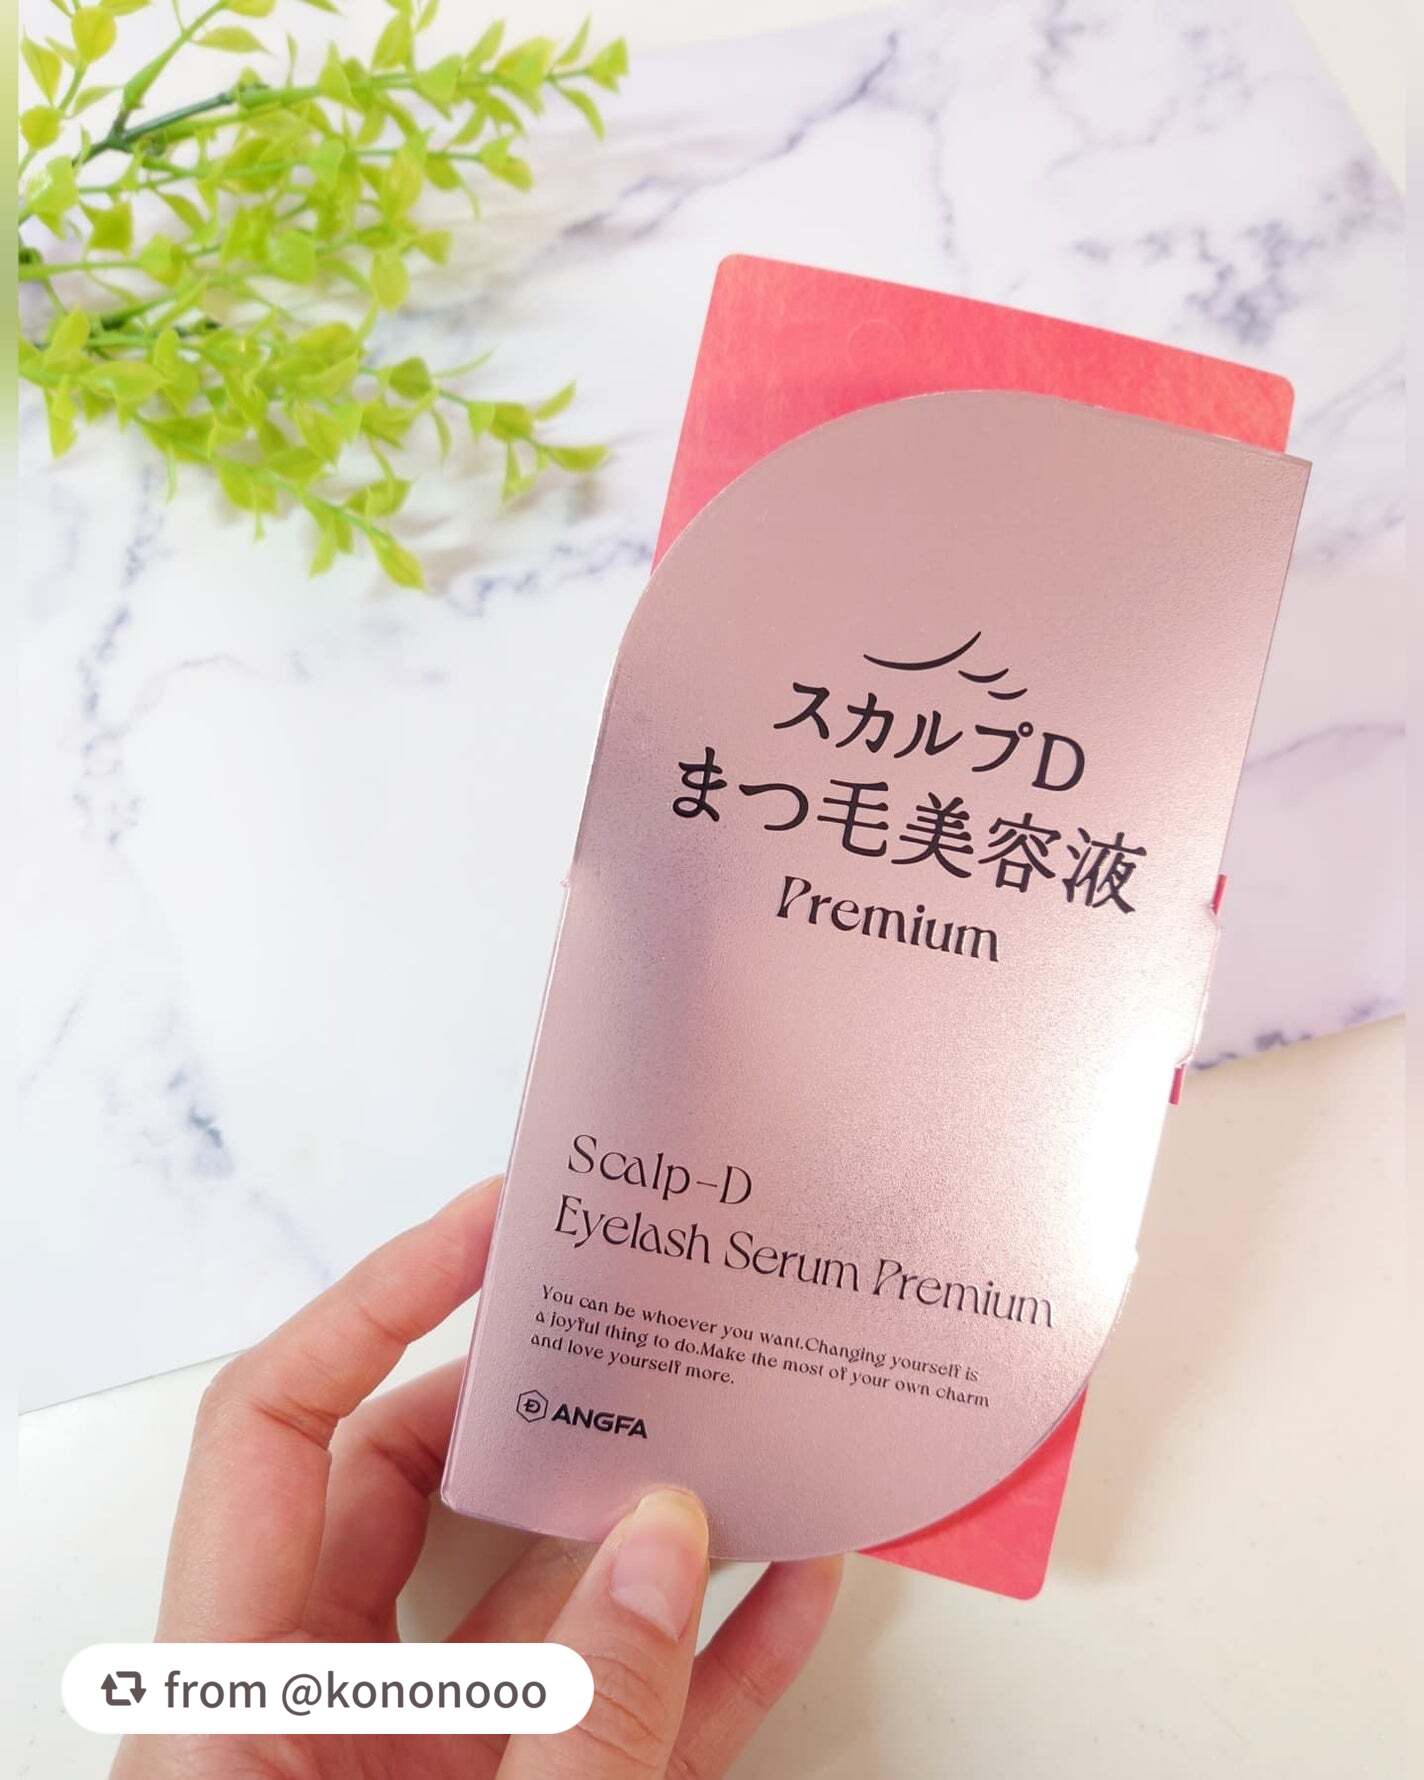 スカルプD
まつ毛美容液
Premium
Scalp-D
Eyelash Serum Premium
You can be whoever you want.Changing yourself is
a joyful thing to do.Make the most of your own charm
and love yourself more.
ANGFA
from @kononooo